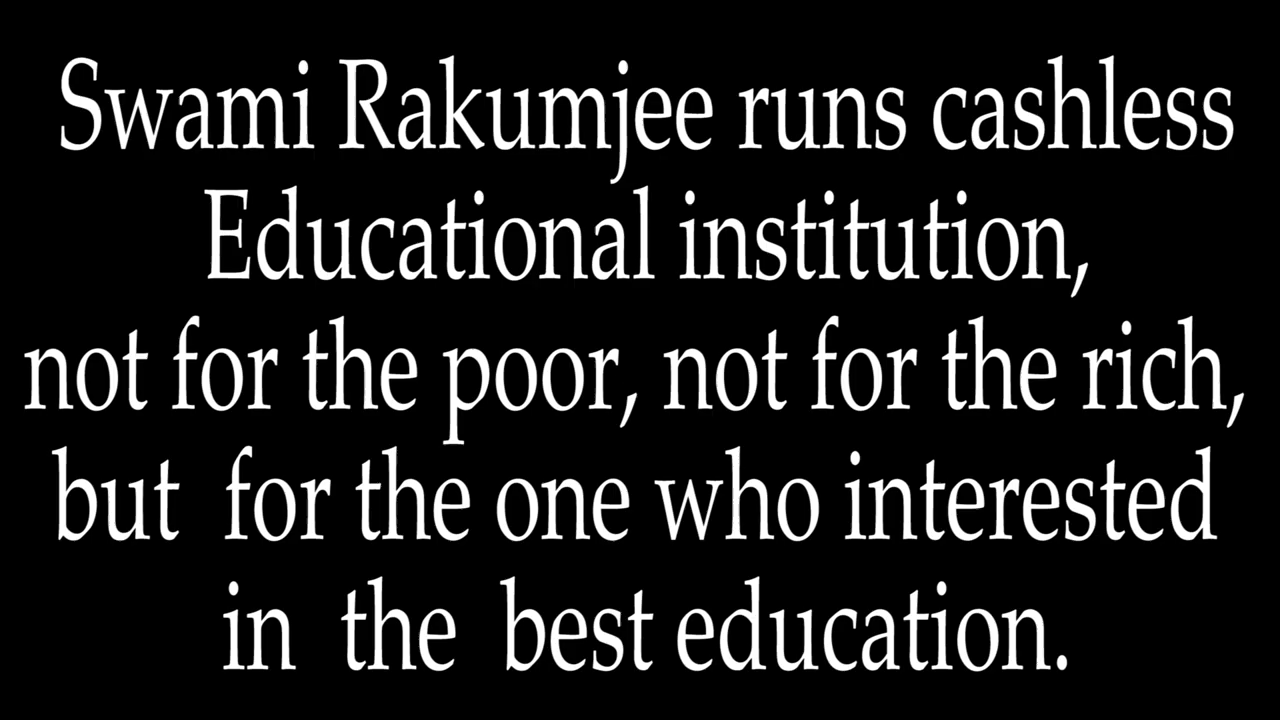 Swami Rakumjee runs cashless
Educational institution,
not for the poor, not for the rich,
but for the one who interested
in the best education.